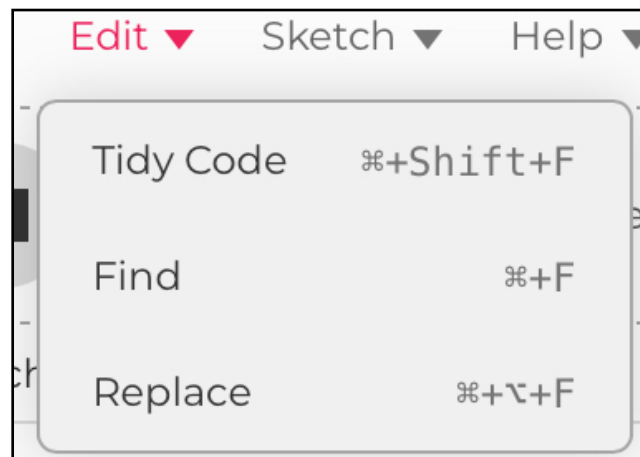 Edit ▼ Sketch ▼ Help ▼
Tidy Code ⌘+Shift+F
Find ⌘+F
Replace ⌘+⌥+F